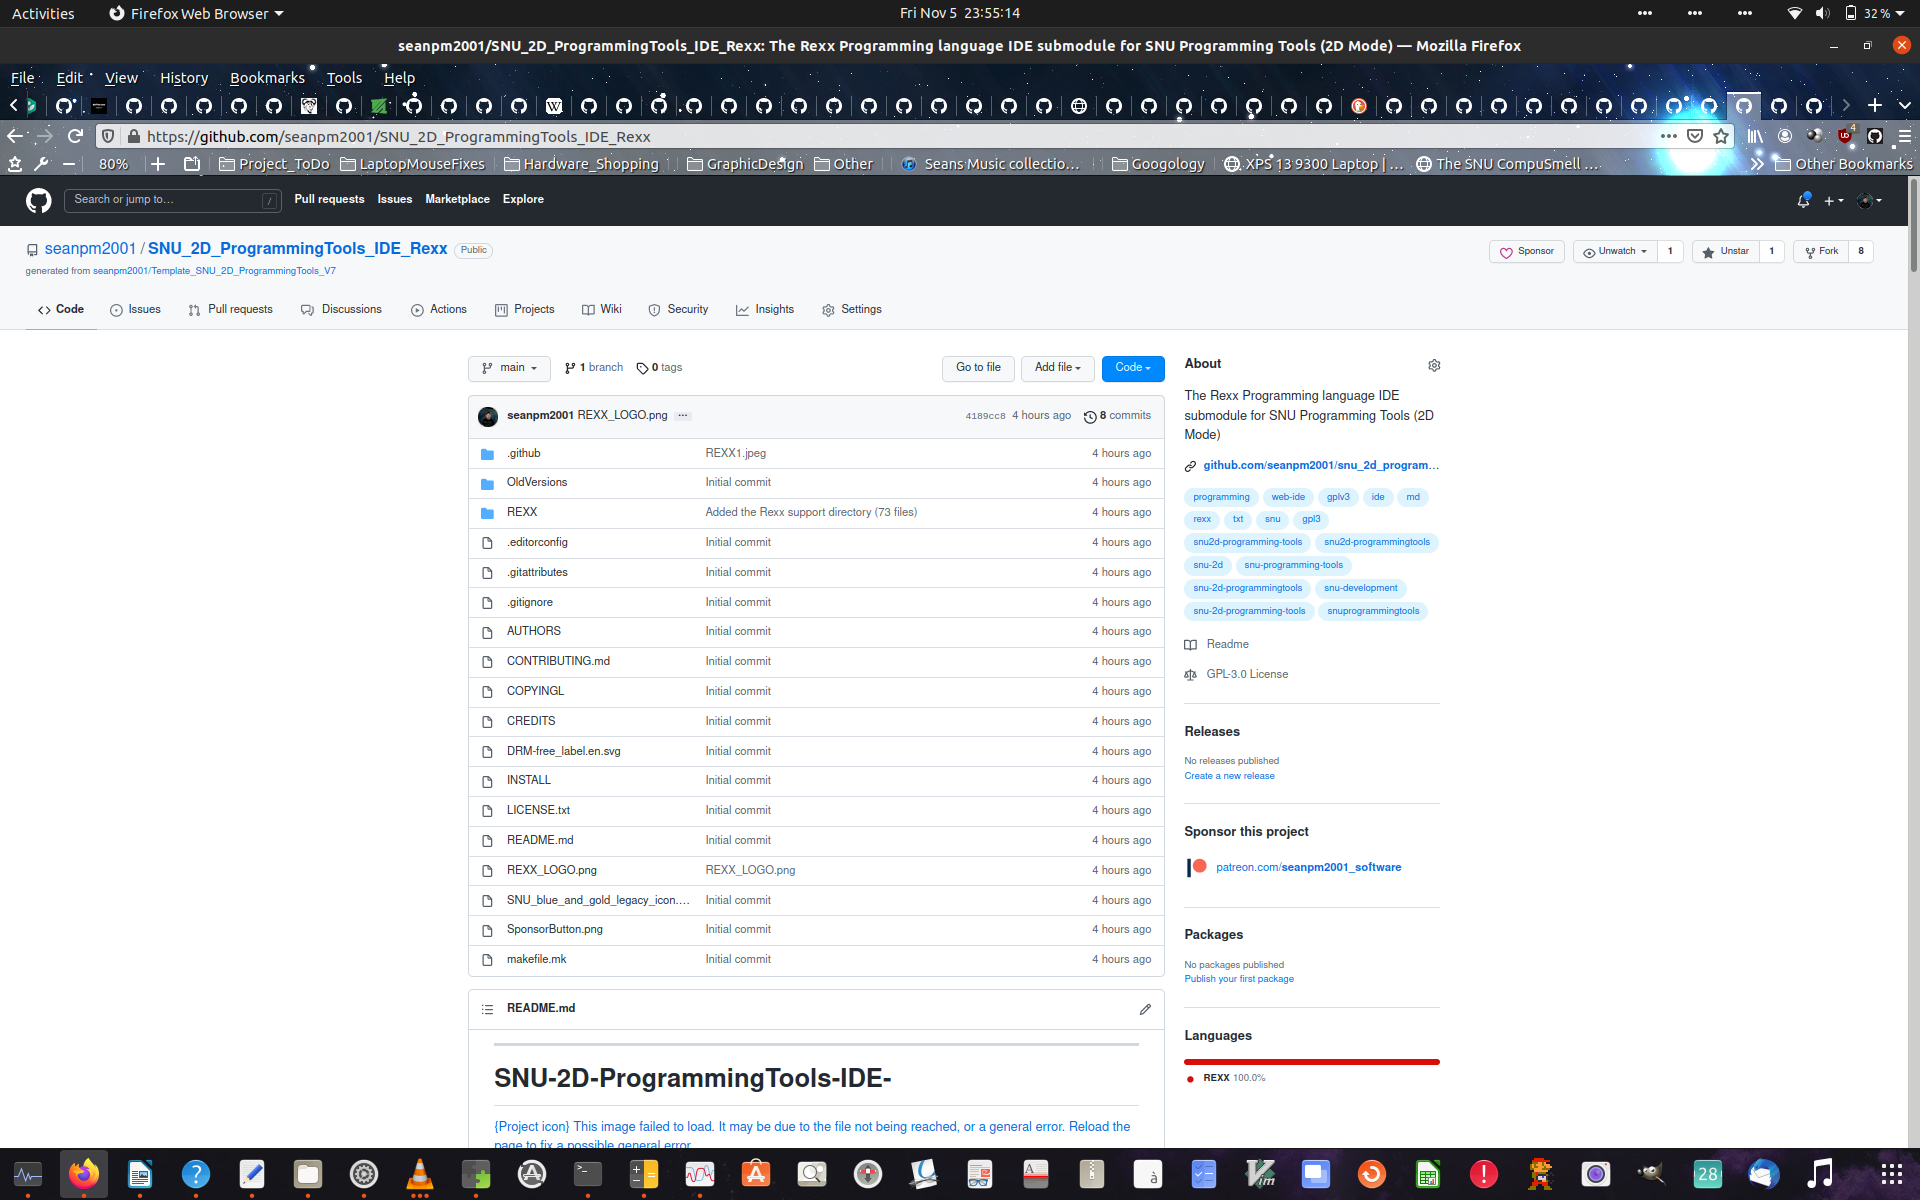 Activities Firefox Web Browser Fri Nov 5 23:55:14 32 %
seanpm2001/SNU_2D_ProgrammingTools_IDE_Rexx: The Rexx Programming language IDE submodule for SNU Programming Tools (2D Mode) — Mozilla Firefox
File Edit View History Bookmarks Tools Help
https://github.com/seanpm2001/SNU_2D_ProgrammingTools_IDE_Rexx 4
80% Project_ToDo LaptopMouseFixes Hardware_Shopping GraphicDesign Other Seans Music collectio… Googology XPS 13 9300 Laptop | … The SNU CompuSmell … Other Bookmarks
Search or jump to… / Pull requests Issues Marketplace Explore
seanpm2001 / SNU_2D_ProgrammingTools_IDE_Rexx Public Sponsor Unwatch 1 Unstar 1 Fork 8
generated from seanpm2001/Template_SNU_2D_ProgrammingTools_V7
Code Issues Pull requests Discussions Actions Projects Wiki Security Insights Settings
main 1 branch 0 tags Go to file Add file Code
seanpm2001 REXX_LOGO.png ··· 4189cc8 4 hours ago 8 commits
.github REXX1.jpeg 4 hours ago
OldVersions Initial commit 4 hours ago
REXX Added the Rexx support directory (73 files) 4 hours ago
.editorconfig Initial commit 4 hours ago
.gitattributes Initial commit 4 hours ago
.gitignore Initial commit 4 hours ago
AUTHORS Initial commit 4 hours ago
CONTRIBUTING.md Initial commit 4 hours ago
COPYINGL Initial commit 4 hours ago
CREDITS Initial commit 4 hours ago
DRM-free_label.en.svg Initial commit 4 hours ago
INSTALL Initial commit 4 hours ago
LICENSE.txt Initial commit 4 hours ago
README.md Initial commit 4 hours ago
REXX_LOGO.png REXX_LOGO.png 4 hours ago
SNU_blue_and_gold_legacy_icon.… Initial commit 4 hours ago
SponsorButton.png Initial commit 4 hours ago
makefile.mk Initial commit 4 hours ago
README.md
SNU-2D-ProgrammingTools-IDE-
{Project icon} This image failed to load. It may be due to the file not being reached, or a general error. Reload the
page to fix a possible general error.
About
The Rexx Programming language IDE
submodule for SNU Programming Tools (2D
Mode)
github.com/seanpm2001/snu_2d_program…
programming web-ide gplv3 ide md
rexx txt snu gpl3
snu2d-programming-tools snu2d-programmingtools
snu-2d snu-programming-tools
snu-2d-programmingtools snu-development
snu-2d-programming-tools snuprogrammingtools
Readme
GPL-3.0 License
Releases
No releases published
Create a new release
Sponsor this project
patreon.com/seanpm2001_software
Packages
No packages published
Publish your first package
Languages
REXX 100.0%
28